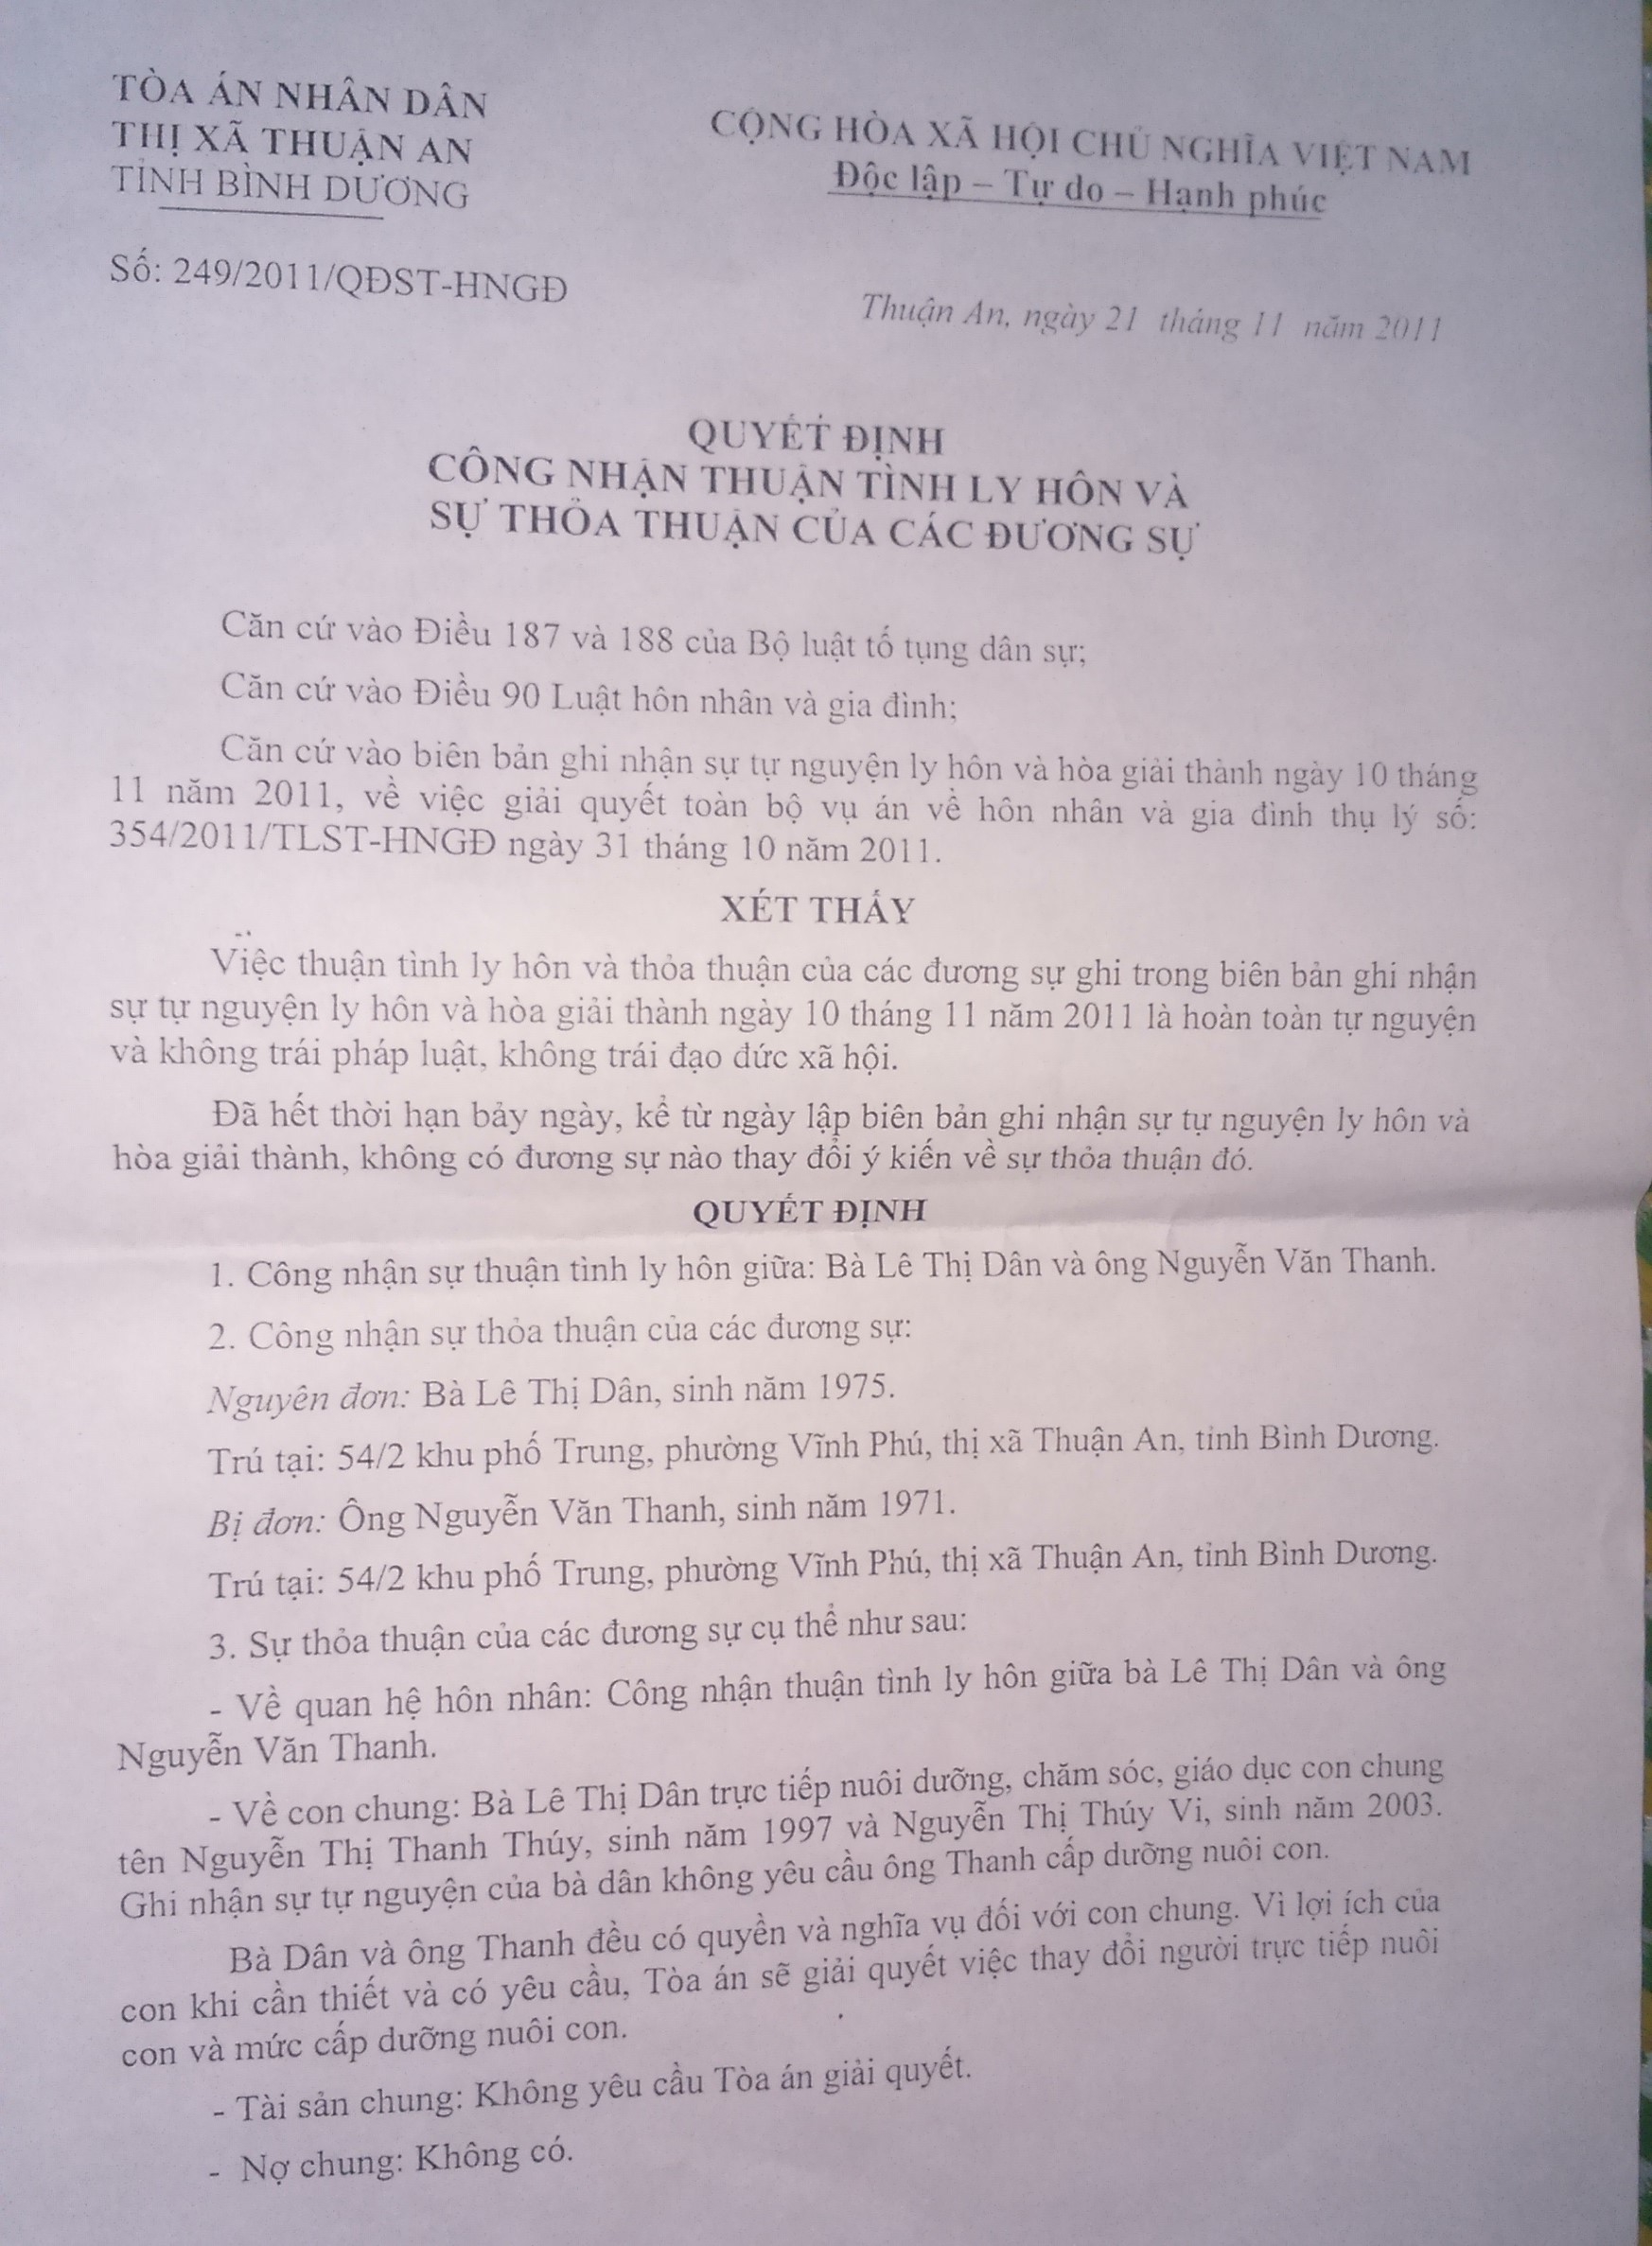 TÒA ÁN NHÂN DÂN
THỊ XÃ THUẬN AN
TỈNH BÌNH DƯƠNG
CỘNG HÒA XÃ HỘI CHỦ NGHĨA VIỆT NAM
Độc lập – Tự do – Hạnh phúc
Số: 249/2011/QĐST-HNGĐ
Thuận An, ngày 21 tháng 11 năm 2011
QUYẾT ĐỊNH
CÔNG NHẬN THUẬN TÌNH LY HÔN VÀ
SỰ THỎA THUẬN CỦA CÁC ĐƯƠNG SỰ
Căn cứ vào Điều 187 và 188 của Bộ luật tố tụng dân sự;
Căn cứ vào Điều 90 Luật hôn nhân và gia đình;
Căn cứ vào biên bản ghi nhận sự tự nguyện ly hôn và hòa giải thành ngày 10 tháng
11 năm 2011, về việc giải quyết toàn bộ vụ án về hôn nhân và gia đình thụ lý số:
354/2011/TLST-HNGĐ ngày 31 tháng 10 năm 2011.
XÉT THẤY
Việc thuận tình ly hôn và thỏa thuận của các đương sự ghi trong biên bản ghi nhận
sự tự nguyện ly hôn và hòa giải thành ngày 10 tháng 11 năm 2011 là hoàn toàn tự nguyện
và không trái pháp luật, không trái đạo đức xã hội.
Đã hết thời hạn bảy ngày, kể từ ngày lập biên bản ghi nhận sự tự nguyện ly hôn và
hòa giải thành, không có đương sự nào thay đổi ý kiến về sự thỏa thuận đó.
QUYẾT ĐỊNH
1. Công nhận sự thuận tình ly hôn giữa: Bà Lê Thị Dân và ông Nguyễn Văn Thanh.
2. Công nhận sự thỏa thuận của các đương sự:
Nguyên đơn: Bà Lê Thị Dân, sinh năm 1975.
Trú tại: 54/2 khu phố Trung, phường Vĩnh Phú, thị xã Thuận An, tỉnh Bình Dương.
Bị đơn: Ông Nguyễn Văn Thanh, sinh năm 1971.
Trú tại: 54/2 khu phố Trung, phường Vĩnh Phú, thị xã Thuận An, tỉnh Bình Dương.
3. Sự thỏa thuận của các đương sự cụ thể như sau:
- Về quan hệ hôn nhân: Công nhận thuận tình ly hôn giữa bà Lê Thị Dân và ông
Nguyễn Văn Thanh.
- Về con chung: Bà Lê Thị Dân trực tiếp nuôi dưỡng, chăm sóc, giáo dục con chung
tên Nguyễn Thị Thanh Thúy, sinh năm 1997 và Nguyễn Thị Thúy Vi, sinh năm 2003.
Ghi nhận sự tự nguyện của bà dân không yêu cầu ông Thanh cấp dưỡng nuôi con.
Bà Dân và ông Thanh đều có quyền và nghĩa vụ đối với con chung. Vì lợi ích của
con khi cần thiết và có yêu cầu, Tòa án sẽ giải quyết việc thay đổi người trực tiếp nuôi
con và mức cấp dưỡng nuôi con.
- Tài sản chung: Không yêu cầu Tòa án giải quyết.
- Nợ chung: Không có.